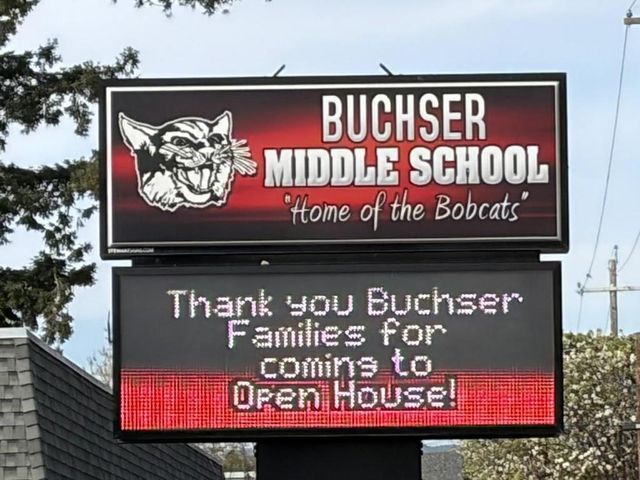 BUCHSER
MIDDLE SCHOOL
"Home of the Bobcats"
Thank you Buchser
Families for
coming to
Open House!